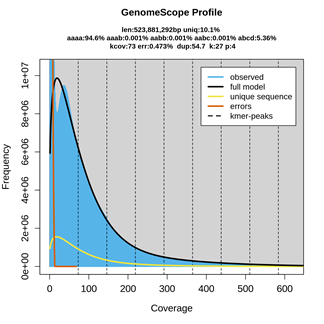 GenomeScope Profile
len:523,881,292bp uniq:10.1%
aaaa:94.6% aaab:0.001% aabb:0.001% aabc:0.001% abcd:5.36%
kcov:73 err:0.473% dup:54.7 k:27 p:4
observed
full model
unique sequence
errors
kmer-peaks
Frequency
1e+07
8e+06
6e+06
4e+06
2e+06
0e+00
0 100 200 300 400 500 600
Coverage